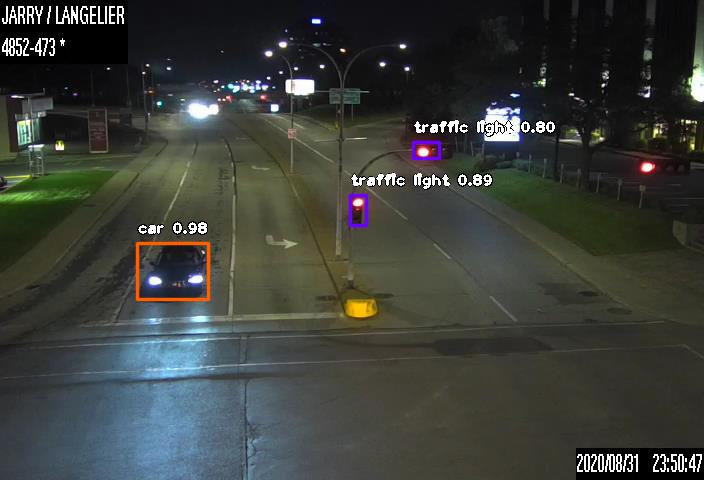 JARRY / LANGELIER
4852-473 *
traffic light 0.80
traffic light 0.89
car 0.98
2020/08/31 23:50:47